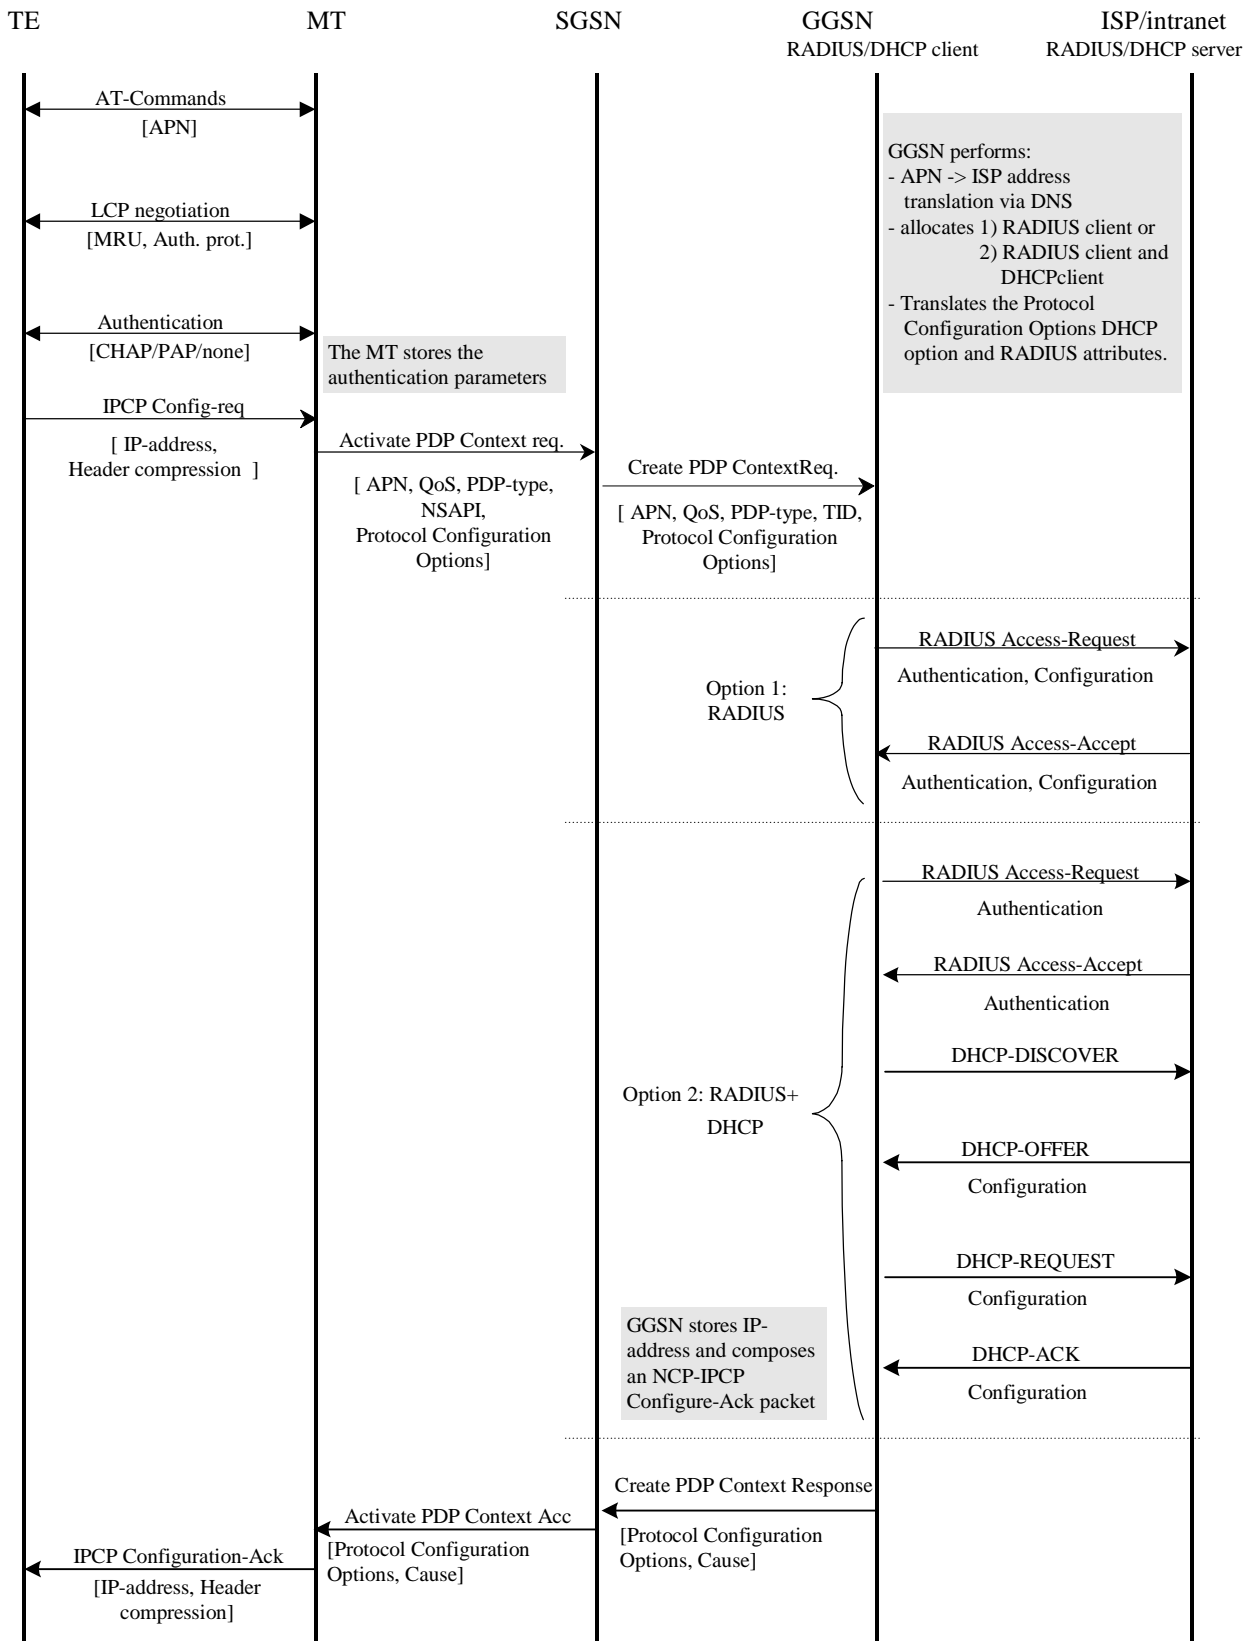 TE
MT
SGSN
GGSN
ISP/intranet
RADIUS/DHCP client
RADIUS/DHCP server
AT-Commands
[APN]
GGSN performs:
- APN -> ISP address
translation via DNS
- allocates 1) RADIUS client or
2) RADIUS client and
DHCPclient
- Translates the Protocol
Configuration Options DHCP
option and RADIUS attributes.
LCP negotiation
[MRU, Auth. prot.]
Authentication
[CHAP/PAP/none]
The MT stores the
authentication parameters
IPCP Config-req
[ IP-address,
Header compression ]
Activate PDP Context req.
[ APN, QoS, PDP-type,
NSAPI,
Protocol Configuration
Options]
Create PDP ContextReq.
[ APN, QoS, PDP-type, TID,
Protocol Configuration
Options]
RADIUS Access-Request
Authentication, Configuration
Option 1:
RADIUS
RADIUS Access-Accept
Authentication, Configuration
RADIUS Access-Request
Authentication
RADIUS Access-Accept
Authentication
DHCP-DISCOVER
Option 2: RADIUS+
DHCP
DHCP-OFFER
Configuration
DHCP-REQUEST
Configuration
GGSN stores IP-
address and composes
an NCP-IPCP
Configure-Ack packet
DHCP-ACK
Configuration
Create PDP Context Response
[Protocol Configuration
Options, Cause]
Activate PDP Context Acc
[Protocol Configuration
Options, Cause]
IPCP Configuration-Ack
[IP-address, Header
compression]